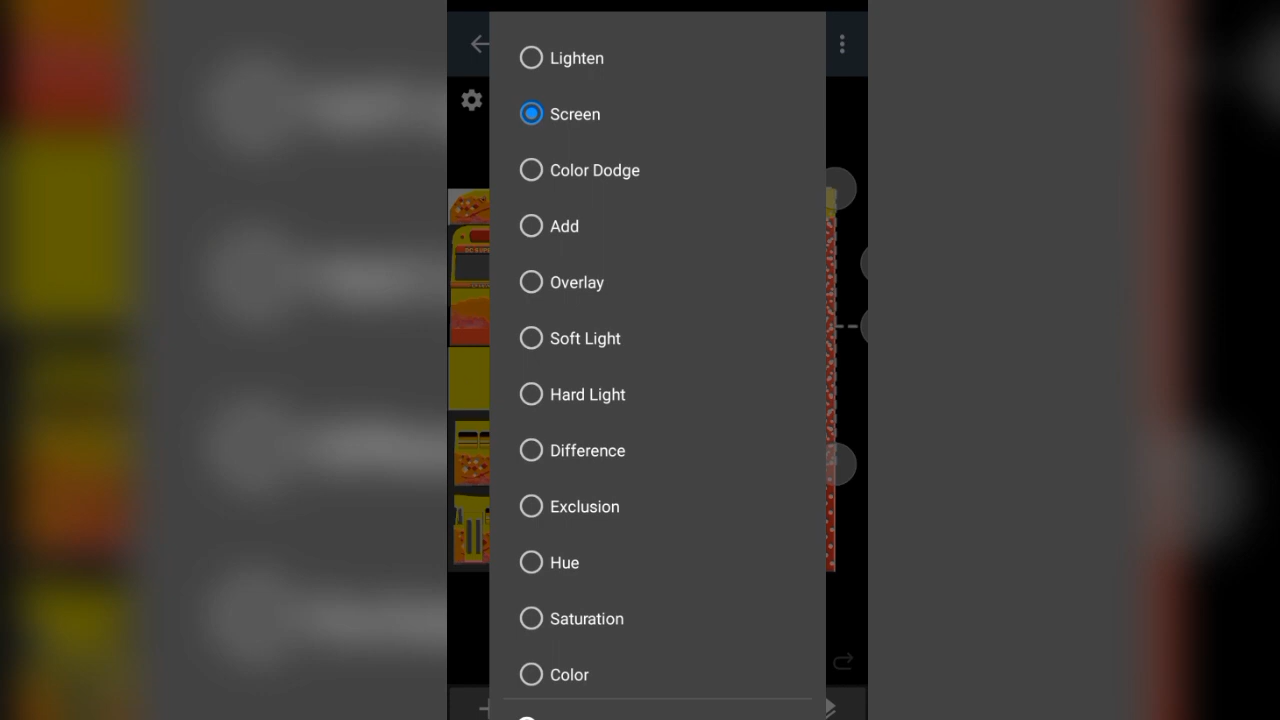 Lighten
Screen
Color Dodge
Add
Overlay
Soft Light
Hard Light
Difference
Exclusion
Hue
Saturation
Color